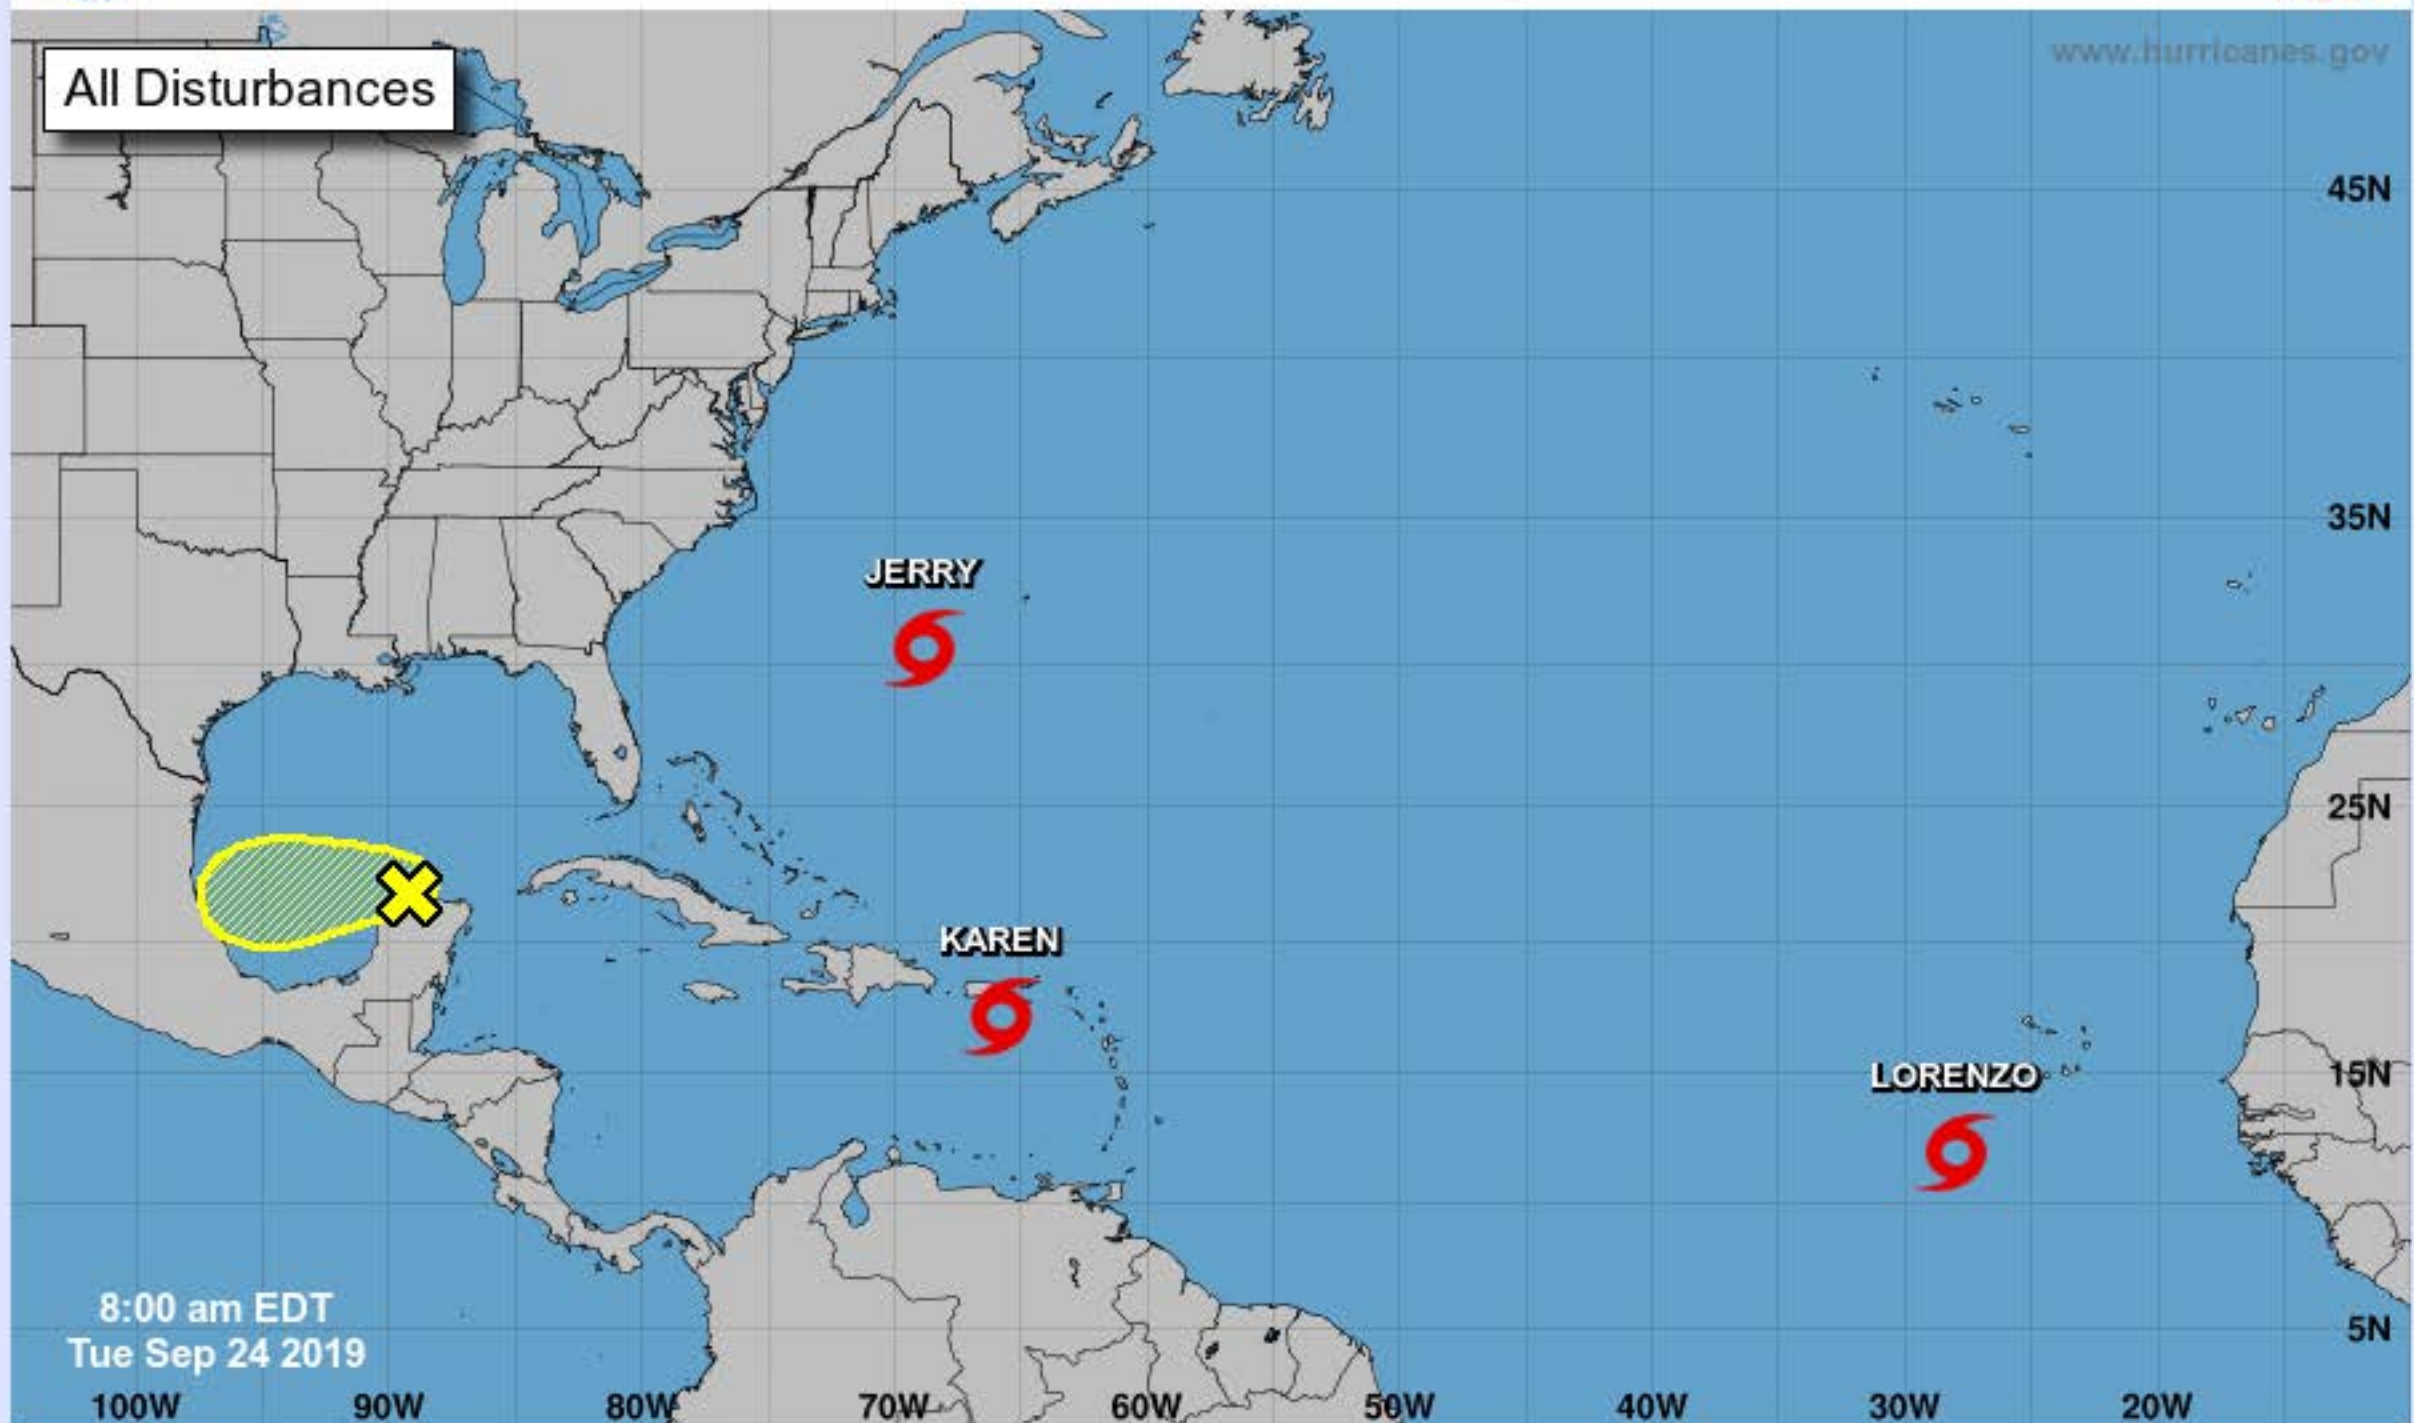 All Disturbances
www.hurricanes.gov
45N
35N
JERRY
25N
KAREN
LORENZO
15N
8:00 am EDT
Tue Sep 24 2019
5N
100W 90W 80W 70W 60W 50W 40W 30W 20W